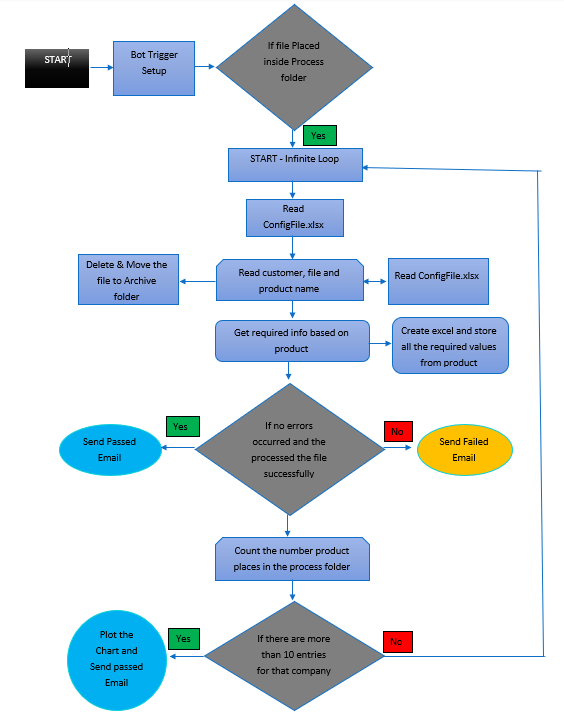 START
Bot Trigger
Setup
If file Placed
inside Process
folder
Yes
START - Infinite Loop
Read
ConfigFile.xlsx
Delete & Move the
file to Archive
folder
Read customer, file and
product name
Read ConfigFile.xlsx
Get required info based on
product
Create excel and store
all the required values
from product
Yes
If no errors
occurred and the
processed the file
successfully
No
Send Passed
Email
Send Failed
Email
Count the number product
places in the process folder
Plot the
Chart and
Send passed
Email
Yes
If there are more
than 10 entries
for that company
No